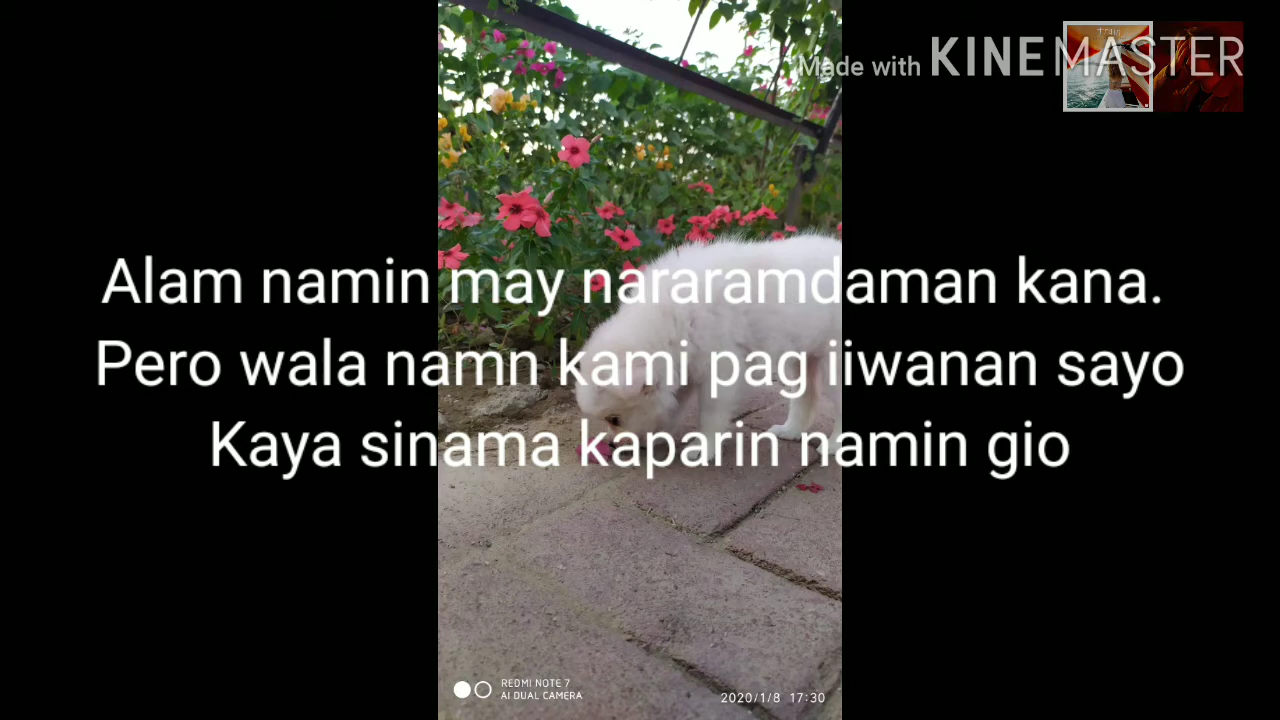 Made with KINEMASTER
Alam namin may nararamdaman kana.
Pero wala namn kami pag iiwanan sayo
Kaya sinama kaparin namin gio
REDMI NOTE 7
AI DUAL CAMERA
2020/1/8 17:30